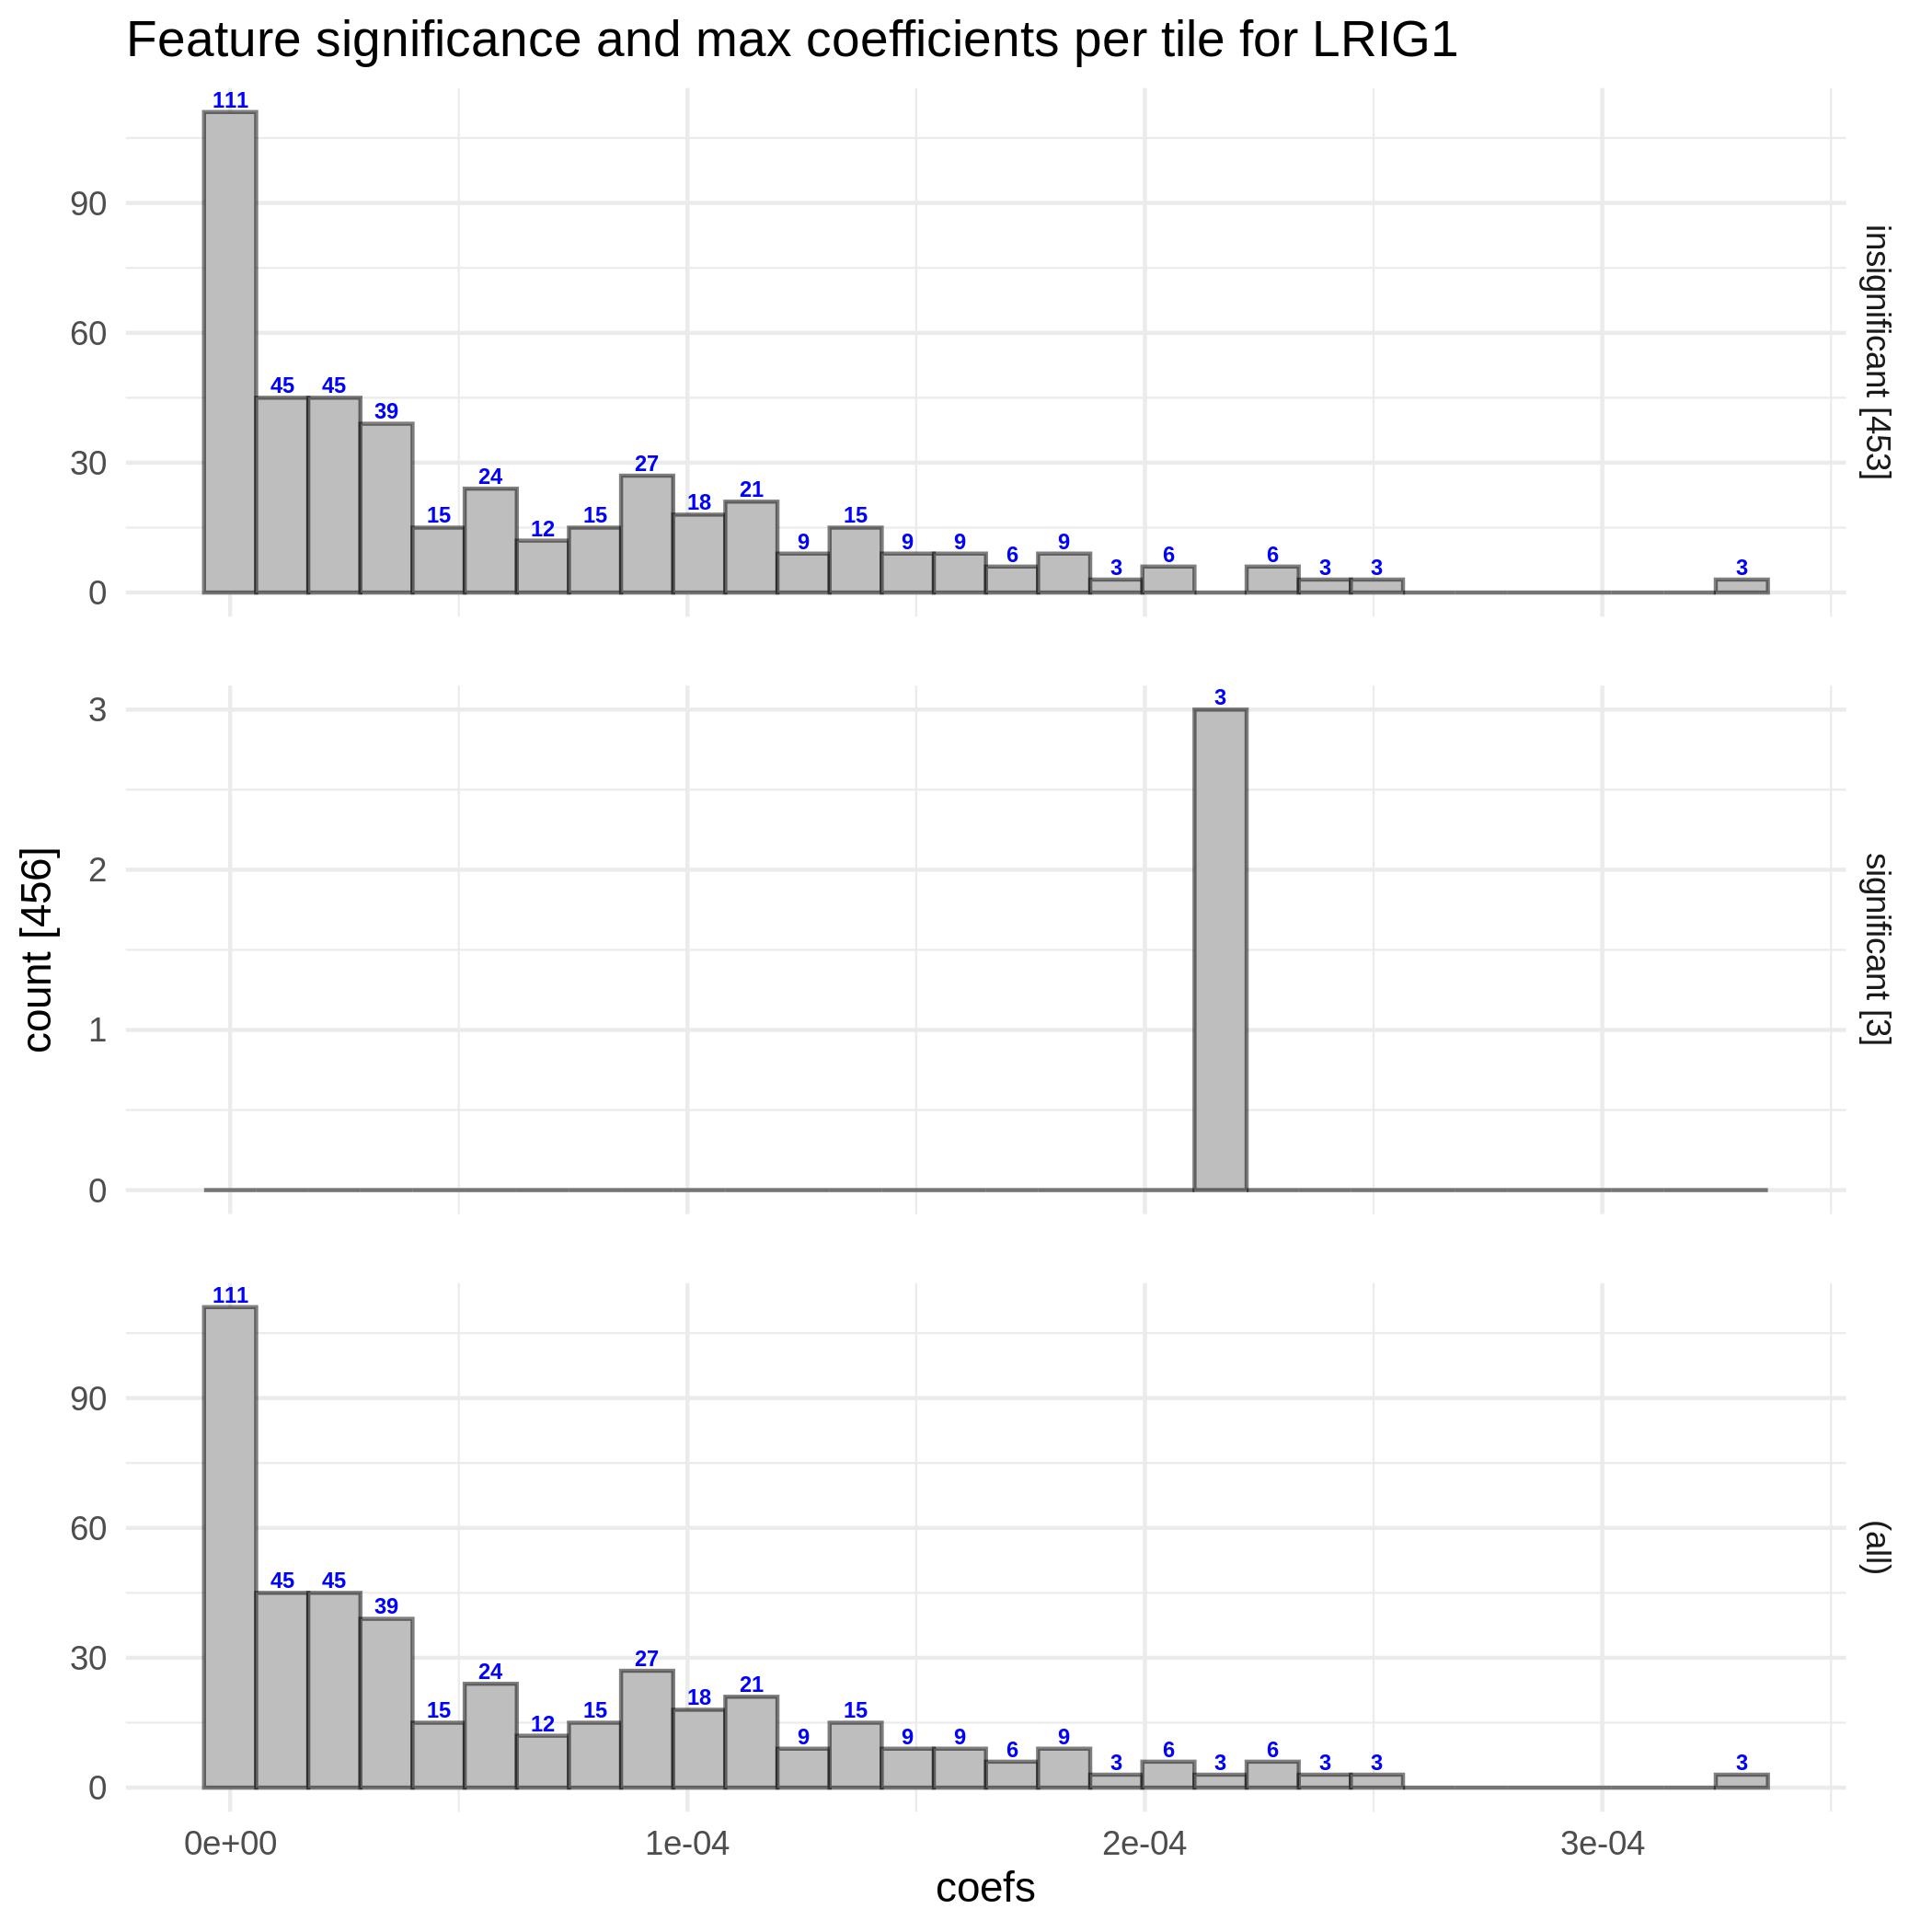 Feature significance and max coefficients per tile for LRIG1
111
90
60
30
0
45 45 39 15 24 12 15 27 18 21 9 15 9 9 6 9 3 6 6 3 3 3
insignificant [453]
3
2
1
0
3
significant [3]
count [456]
111
90
60
30
0
45 45 39 15 24 12 15 27 18 21 9 15 9 9 6 9 3 6 3 6 3 3 3
(all)
0e+00 1e-04 2e-04 3e-04
coefs